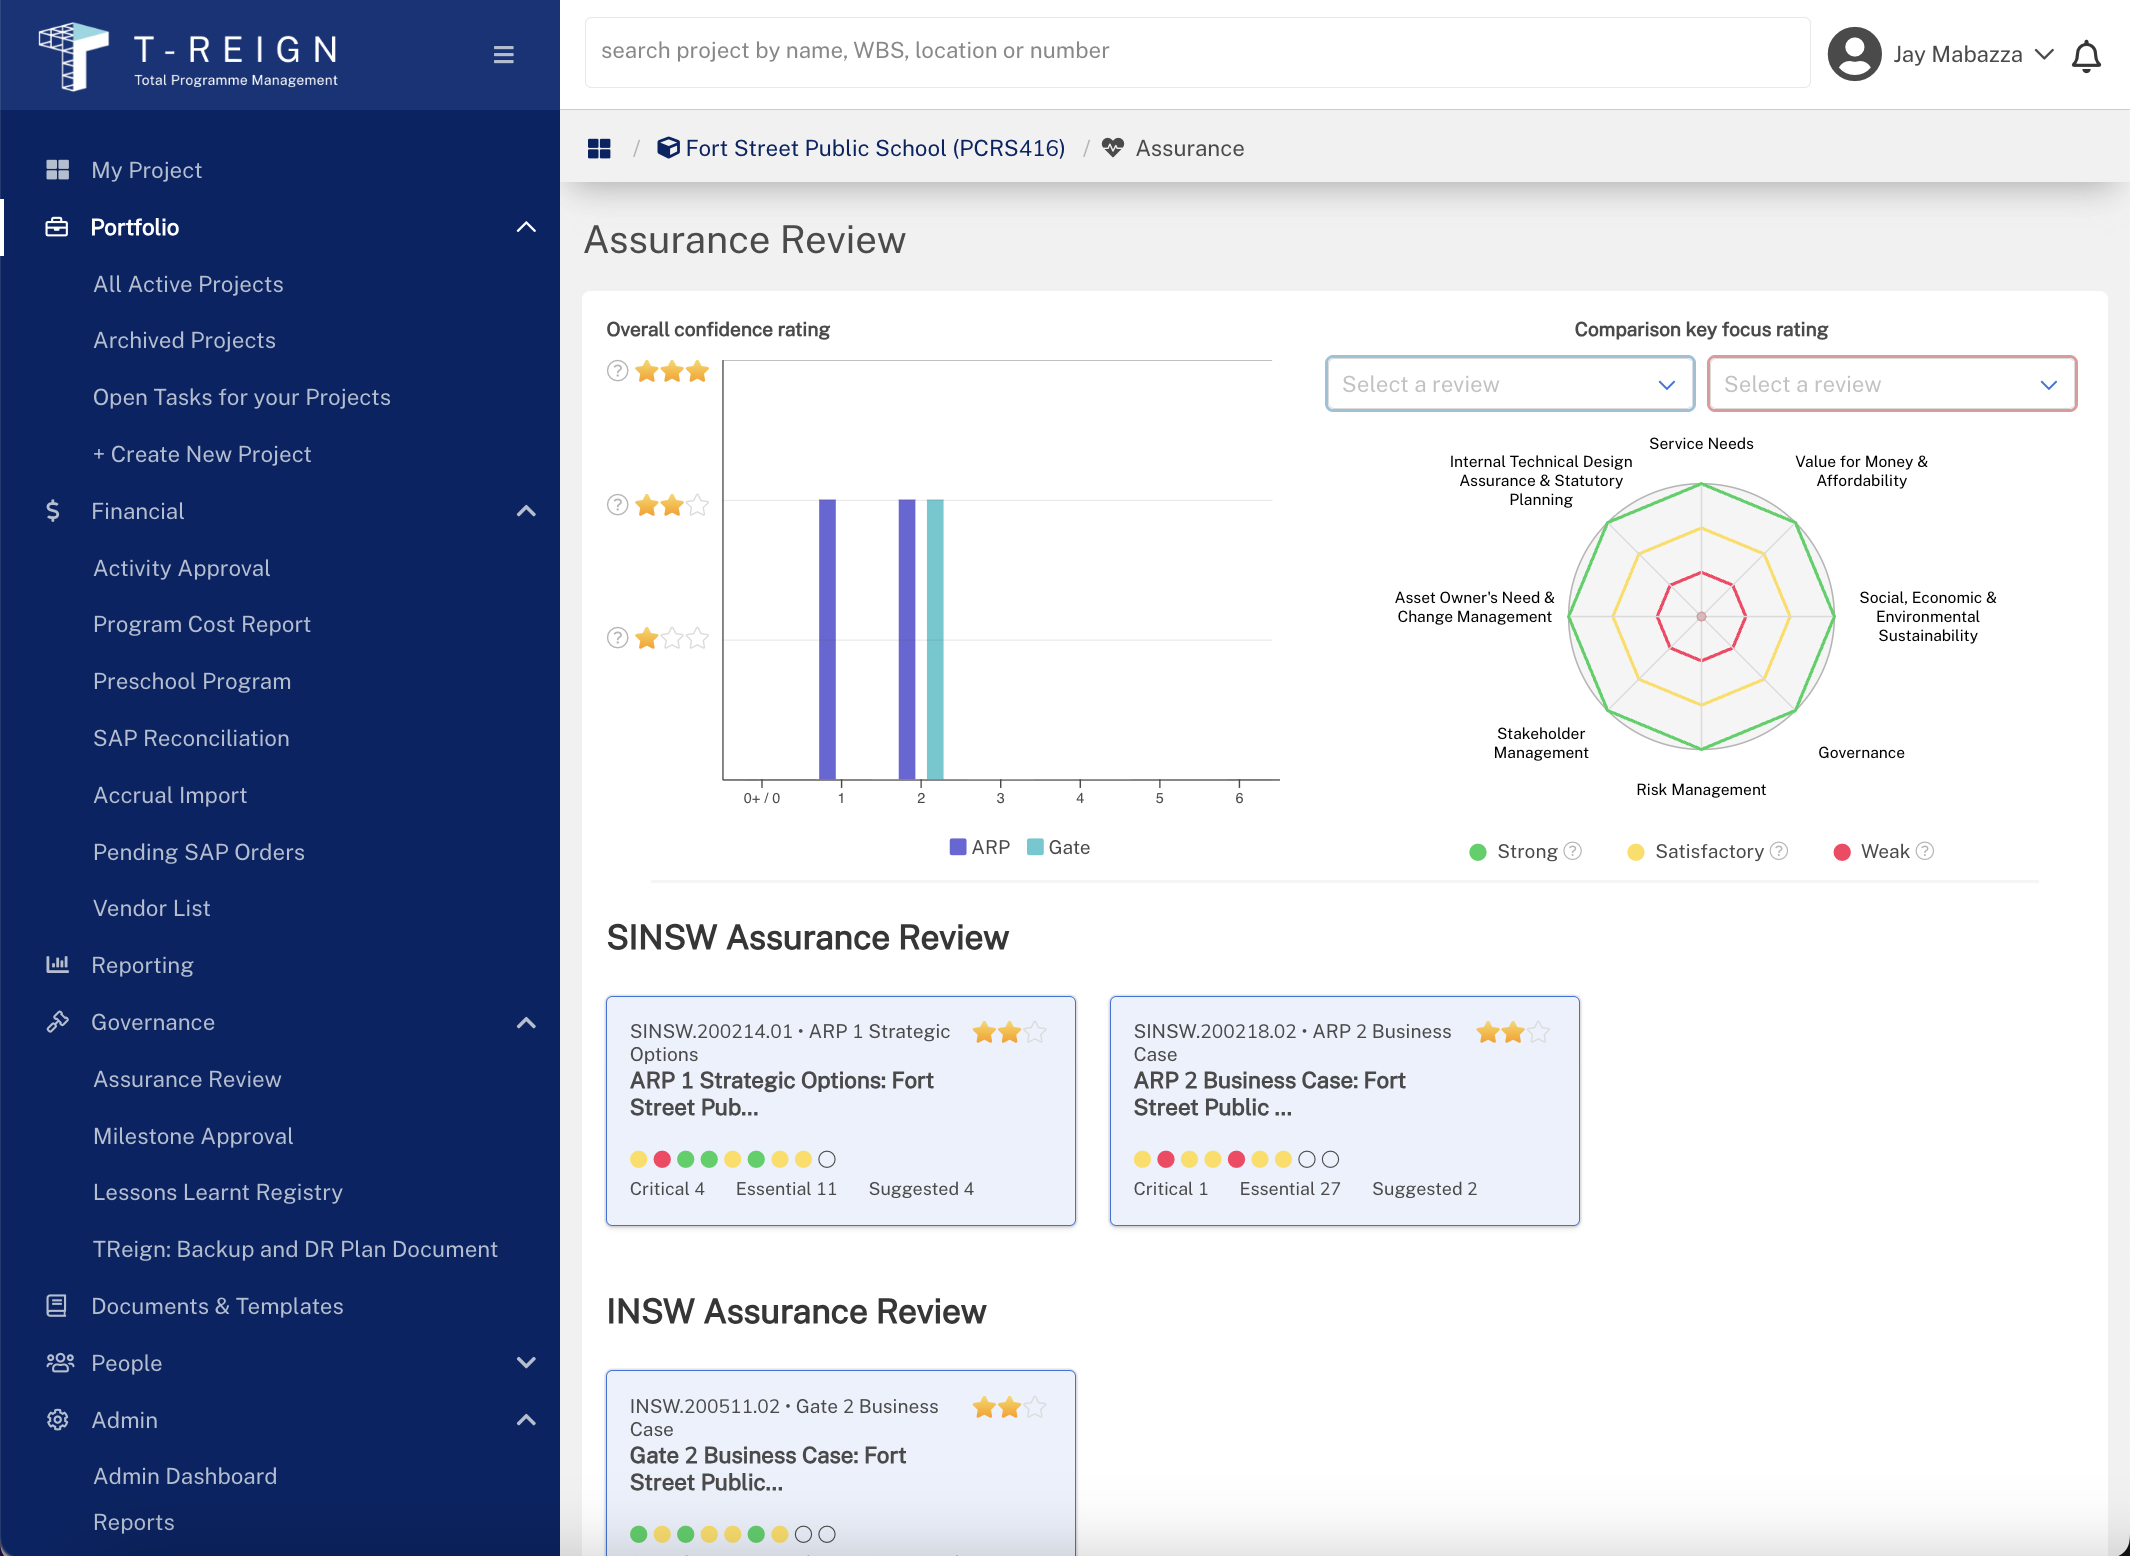 T-REIGN
Total Programme Management
search project by name, WBS, location or number
Jay Mabazza
My Project
Portfolio
All Active Projects
Archived Projects
Open Tasks for your Projects
+ Create New Project
Financial
Activity Approval
Program Cost Report
Preschool Program
SAP Reconciliation
Accrual Import
Pending SAP Orders
Vendor List
Reporting
Governance
Assurance Review
Milestone Approval
Lessons Learnt Registry
TReign: Backup and DR Plan Document
Documents & Templates
People
Admin
Admin Dashboard
Reports
/ Fort Street Public School (PCRS416) / Assurance
Assurance Review
Overall confidence rating
?
?
?
0+ / 0 1 2 3 4 5 6
ARP Gate
Comparison key focus rating
Select a review
Select a review
Service Needs
Value for Money &
Affordability
Social, Economic &
Environmental
Sustainability
Governance
Risk Management
Stakeholder
Management
Asset Owner's Need &
Change Management
Internal Technical Design
Assurance & Statutory
Planning
Strong ? Satisfactory ? Weak ?
SINSW Assurance Review
SINSW.200214.01 • ARP 1 Strategic
Options
ARP 1 Strategic Options: Fort
Street Pub...
Critical 4 Essential 11 Suggested 4
SINSW.200218.02 • ARP 2 Business
Case
ARP 2 Business Case: Fort
Street Public ...
Critical 1 Essential 27 Suggested 2
INSW Assurance Review
INSW.200511.02 • Gate 2 Business
Case
Gate 2 Business Case: Fort
Street Public...